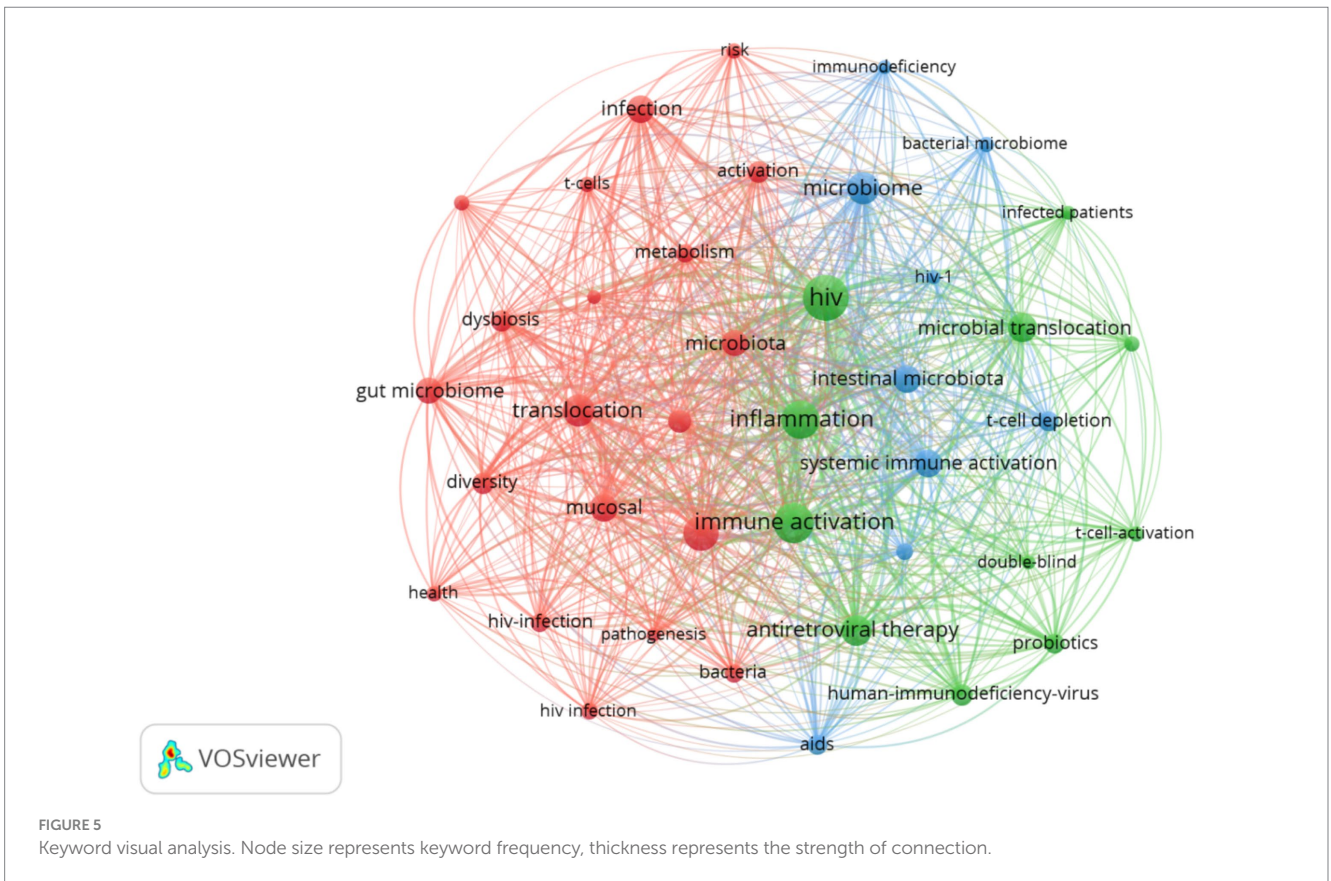 risk
immunodeficiency
infection
bacterial microbiome
activation
t-cells
microbiome
infected patients
metabolism
hiv-1
hiv
dysbiosis
microbial translocation
microbiota
intestinal microbiota
gut microbiome
translocation
inflammation
t-cell depletion
systemic immune activation
diversity
mucosal
immune activation
t-cell-activation
double-blind
health
hiv-infection
pathogenesis
antiretroviral therapy
probiotics
bacteria
human-immunodeficiency-virus
hiv infection
aids
VOSviewer
FIGURE 5
Keyword visual analysis. Node size represents keyword frequency, thickness represents the strength of connection.